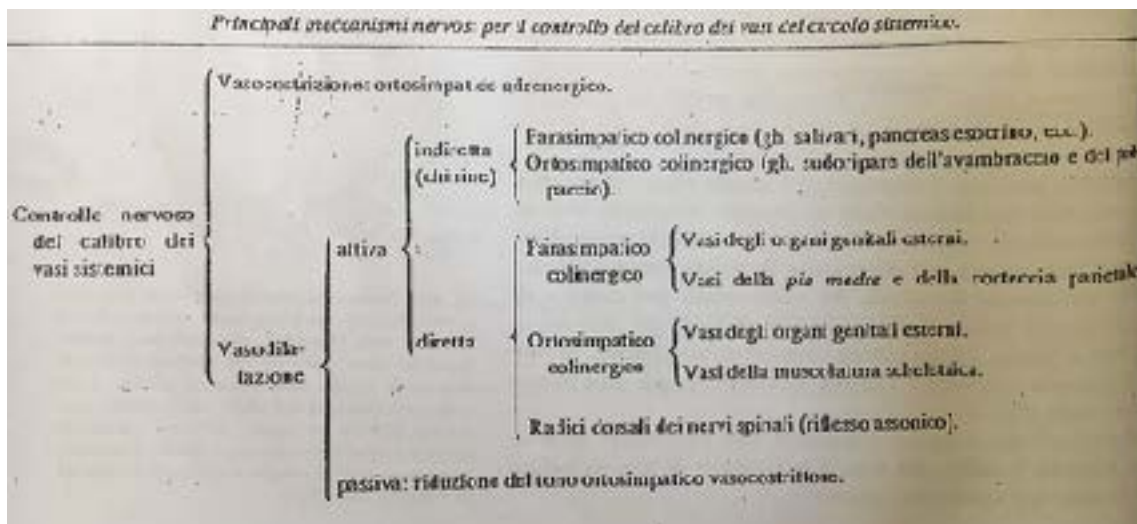 Principali meccanismi nervosi per il controllo del calibro dei vasi del circolo sistemico.
Vasocostrizione: ortosimpatico adrenergico.
indiretta
(chinine)
Parasimpatico colinergico (gh. salivari, pancreas esocrino, ecc.).
Ortosimpatico colinergico (gh. sudoripare dell'avambraccio e del pol-
paccio).
Controllo nervoso
del calibro dei
vasi sistemici
attiva
Parasimpatico
colinergico
Vasi degli organi genitali esterni.
Vasi della pia madre e della corteccia parietale
diretta
Ortosimpatico
colinergico
Vasi degli organi genitali esterni.
Vasi della muscolatura scheletrica.
Vasodila-
tazione
Radici dorsali dei nervi spinali (riflesso assonico).
passiva: riduzione del tono ortosimpatico vasocostrittore.